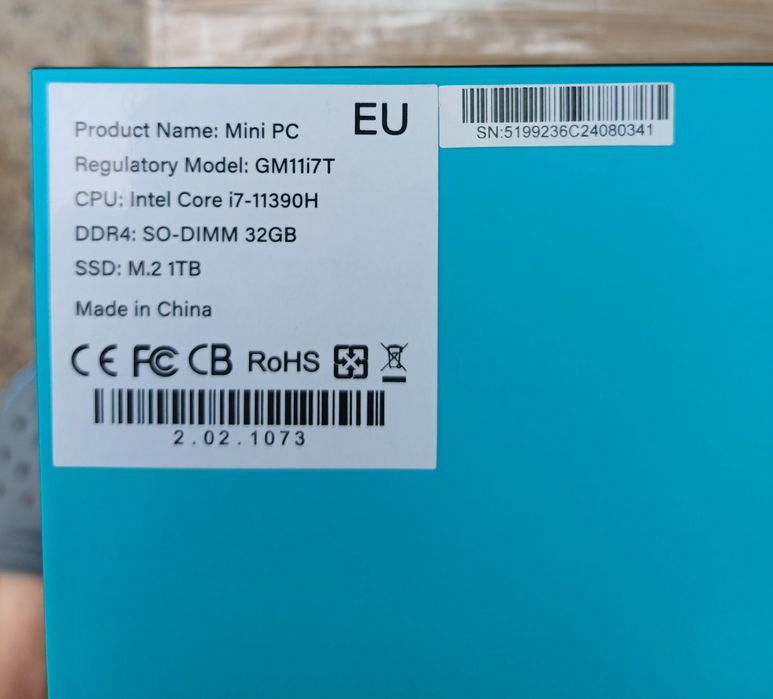 EU
Product Name: Mini PC
Regulatory Model: GM11i7T
CPU: Intel Core i7-11390H
DDR4: SO-DIMM 32GB
SSD: M.2 1TB
Made in China
CE FC CB RoHS
2.02.1073
SN:5199236C24080341